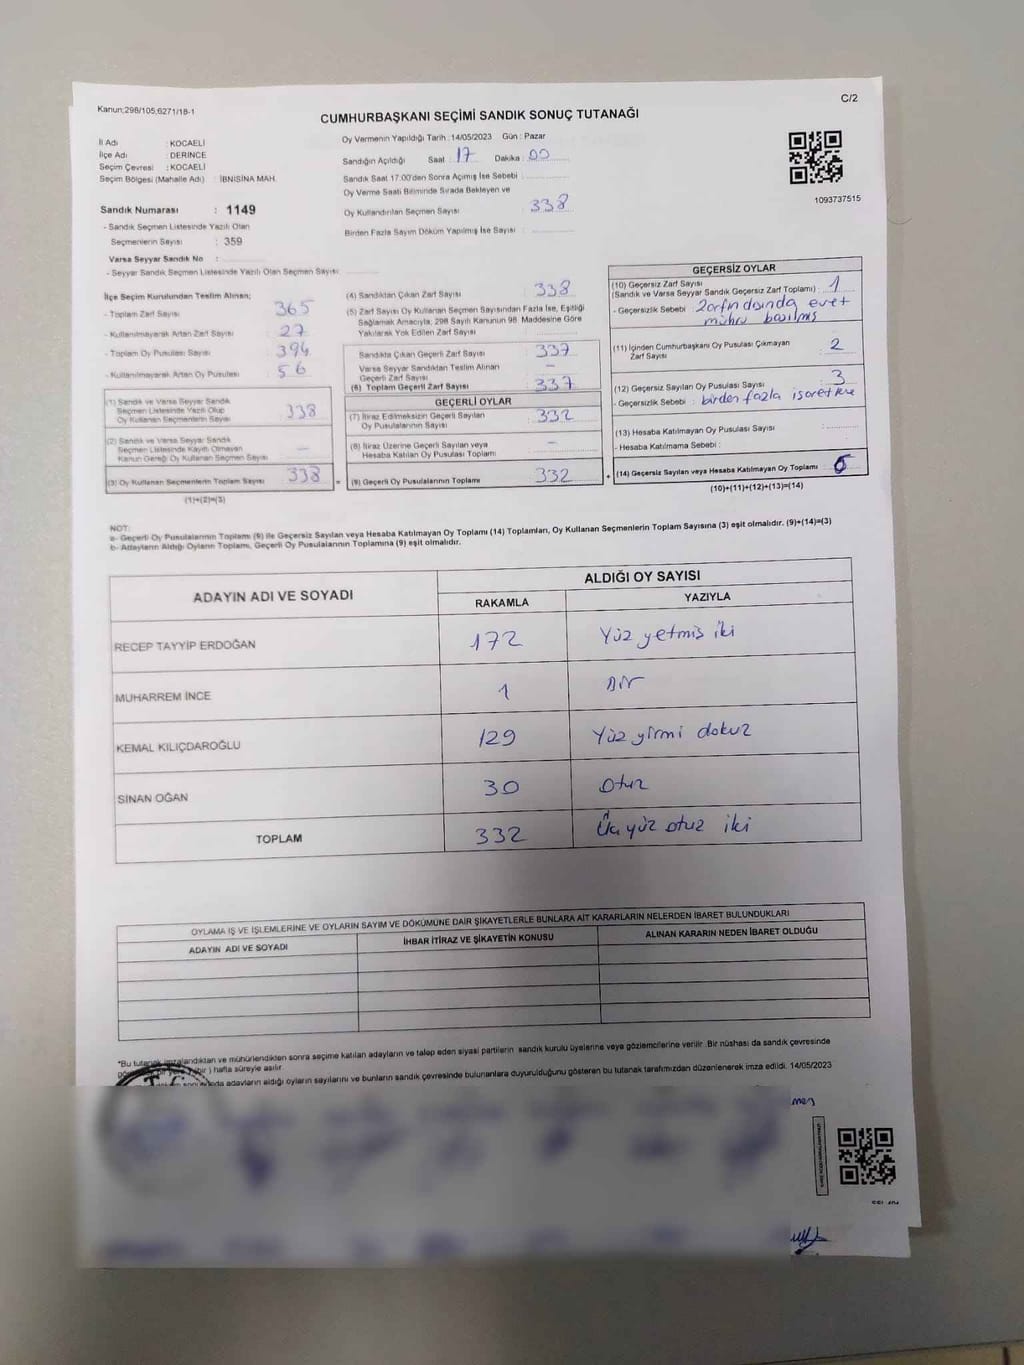 Kanun;298/105,6271/18-1
C/2
CUMHURBAŞKANI SEÇİMİ SANDIK SONUÇ TUTANAĞI
İl Adı : KOCAELİ
İlçe Adı : DERINCE
Seçim Çevresi : KOCAELİ
Seçim Bölgesi (Mahalle Adı) : İBNİSİNA MAH.
Sandık Numarası : 1149
- Sandık Seçmen Listesinde Yazılı Olan
Seçmenlerin Sayısı : 359
Varsa Seyyar Sandık No :
- Seyyar Sandık Seçmen Listesinde Yazılı Olan Seçmen Sayısı:
Oy Vermenin Yapıldığı Tarih : 14/05/2023 Gün : Pazar
Sandığın Açıldığı Saat : 17 Dakika : 00
Sandık Saat 17.00'den Sonra Açımış İse Sebebi :
Oy Verme Saati Bitiminde Sırada Bekleyen ve
Oy Kullandırılan Seçmen Sayısı : 338
Birden Fazla Sayım Döküm Yapılmış İse Sayısı :
1093737515
İlçe Seçim Kurulundan Teslim Alınan;
- Toplam Zarf Sayısı : 365
- Kullanılmayarak Artan Zarf Sayısı : 27
- Toplam Oy Pusulası Sayısı : 394
- Kullanılmayarak Artan Oy Pusulası : 56
(1) Sandık ve Varsa Seyyar Sandık
Seçmen Listesinde Yazılı Olup
Oy Kullanan Seçmenlerin Sayısı : 338
(2) Sandık ve Varsa Seyyar Sandık
Seçmen Listesinde Kaydı Olmayan
Kanun Gereği Oy Kullanan Seçmen Sayısı : –
(3) Oy Kullanan Seçmenlerin Toplam Sayısı : 338
(1)+(2)=(3)
(4) Sandıktan Çıkan Zarf Sayısı : 338
(5) Zarf Sayısı Oy Kullanan Seçmen Sayısından Fazla İse, Eşitliği
Sağlamak Amacıyla; 298 Sayılı Kanunun 98. Maddesine Göre
Yakılarak Yok Edilen Zarf Sayısı :
Sandıkta Çıkan Geçerli Zarf Sayısı : 337
Varsa Seyyar Sandıktan Teslim Alınan
Geçerli Zarf Sayısı : –
(6) Toplam Geçerli Zarf Sayısı : 337
GEÇERLİ OYLAR
(7) İtiraz Edilmeksizin Geçerli Sayılan
Oy Pusulasının Sayısı : 332
(8) İtiraz Üzerine Geçerli Sayılan veya
Hesaba Katılan Oy Pusulası Toplamı : –
(9) Geçerli Oy Pusulalarının Toplamı : 332
GEÇERSİZ OYLAR
(10) Geçersiz Zarf Sayısı
(Sandık ve Varsa Seyyar Sandık Geçersiz Zarf Toplamı) : 1
- Geçersizlik Sebebi : Zarfın dışında evet
mührü basılmış
(11) İçinden Cumhurbaşkanı Oy Pusulası Çıkmayan
Zarf Sayısı : 2
(12) Geçersiz Sayılan Oy Pusulası Sayısı : 3
- Geçersizlik Sebebi : birden fazla
(13) Hesaba Katılmayan Oy Pusulası Sayısı :
- Hesaba Katılmama Sebebi :
+ (14) Geçersiz Sayılan veya Hesaba Katılmayan Oy Toplamı :
(10)+(11)+(12)+(13)=(14)
NOT:
a- Geçerli Oy Pusulalarının Toplamı (9) ile Geçersiz Sayılan veya Hesaba Katılmayan Oy Toplamı (14) Toplamları, Oy Kullanan Seçmenlerin Toplam Sayısına (3) eşit olmalıdır. (9)+(14)=(3)
b- Adayların Aldığı Oyların Toplamı, Geçerli Oy Pusulalarının Toplamına (9) eşit olmalıdır.
ADAYIN ADI VE SOYADI
ALDIĞI OY SAYISI
RAKAMLA YAZIYLA
RECEP TAYYİP ERDOĞAN 172 Yüz yetmiş iki
MUHARREM İNCE 1 Bir
KEMAL KILIÇDAROĞLU 129 Yüz yirmi dokuz
SİNAN OĞAN 30 Otuz
TOPLAM 332 Üç yüz otuz iki
OYLAMA İŞ VE İŞLEMLERİNE VE OYLARIN SAYIM VE DÖKÜMÜNE DAİR ŞİKAYETLERLE BUNLARA AİT KARARLARIN NELERDEN İBARET BULUNDUKLARI
ADAYIN ADI VE SOYADI İHBAR İTİRAZ VE ŞİKAYETİN KONUSU ALINAN KARARIN NEDEN İBARET OLDUĞU
*Bu tutanak imzalandıktan ve mühürlendikten sonra seçime katılan adayların ve talep eden siyasi partilerin sandık kurulu üyelerine veya gözlemcilerine verilir .Bir nüshası da sandık çevresinde
bir ) hafta süreyle asılır.
adayların aldığı oyların sayılarını ve bunların sandık çevresinde bulunanlara duyurulduğunu gösteren bu tutanak tarafımızdan düzenlenerek imza edildi. 14/05/2023